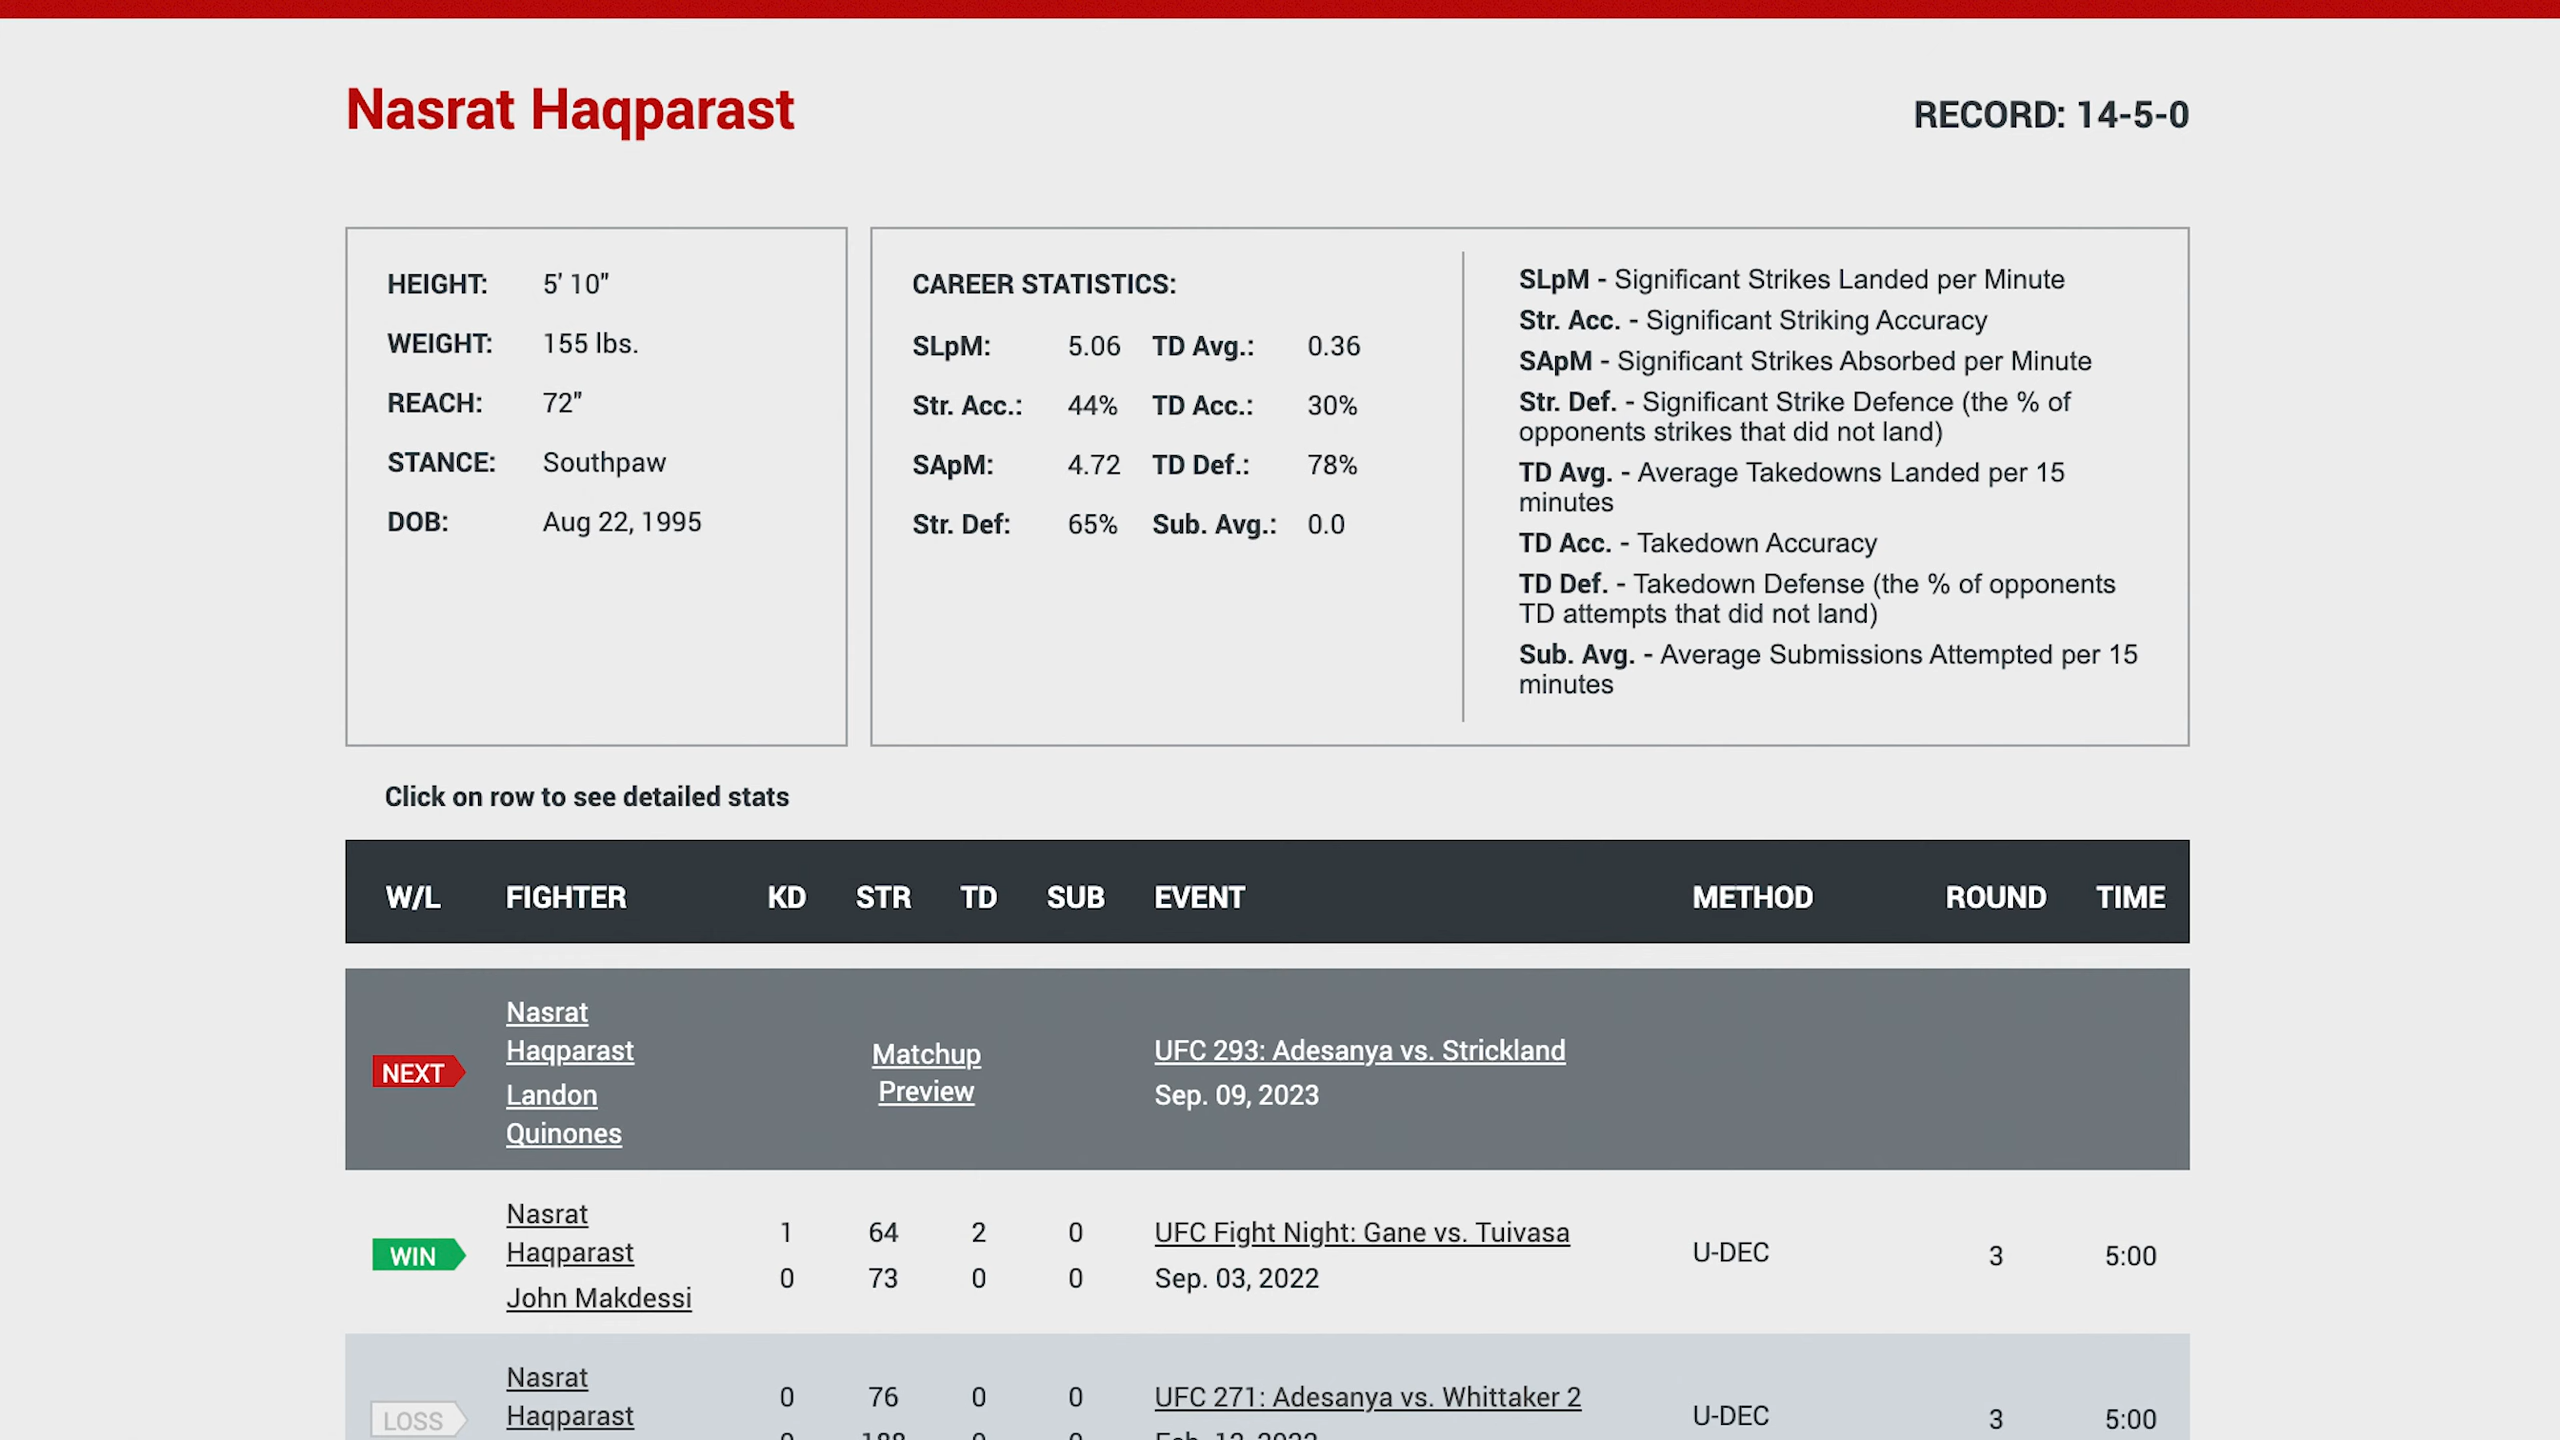 Nasrat Haqparast
RECORD: 14-5-0
HEIGHT: 5' 10"
WEIGHT: 155 lbs.
REACH: 72"
STANCE: Southpaw
DOB: Aug 22, 1995
CAREER STATISTICS:
SLpM: 5.06 TD Avg.: 0.36
Str. Acc.: 44% TD Acc.: 30%
SApM: 4.72 TD Def.: 78%
Str. Def: 65% Sub. Avg.: 0.0
SLpM - Significant Strikes Landed per Minute
Str. Acc. - Significant Striking Accuracy
SApM - Significant Strikes Absorbed per Minute
Str. Def. - Significant Strike Defence (the % of
opponents strikes that did not land)
TD Avg. - Average Takedowns Landed per 15
minutes
TD Acc. - Takedown Accuracy
TD Def. - Takedown Defense (the % of opponents
TD attempts that did not land)
Sub. Avg. - Average Submissions Attempted per 15
minutes
Click on row to see detailed stats
W/L FIGHTER KD STR TD SUB EVENT METHOD ROUND TIME
NEXT
Nasrat
Haqparast
Landon
Quinones
Matchup
Preview
UFC 293: Adesanya vs. Strickland
Sep. 09, 2023
WIN
Nasrat
Haqparast
John Makdessi
1 64 2 0
0 73 0 0
UFC Fight Night: Gane vs. Tuivasa
Sep. 03, 2022
U-DEC 3 5:00
LOSS
Nasrat
Haqparast
0 76 0 0
0 188 0 0
UFC 271: Adesanya vs. Whittaker 2
Feb. 12, 2022
U-DEC 3 5:00